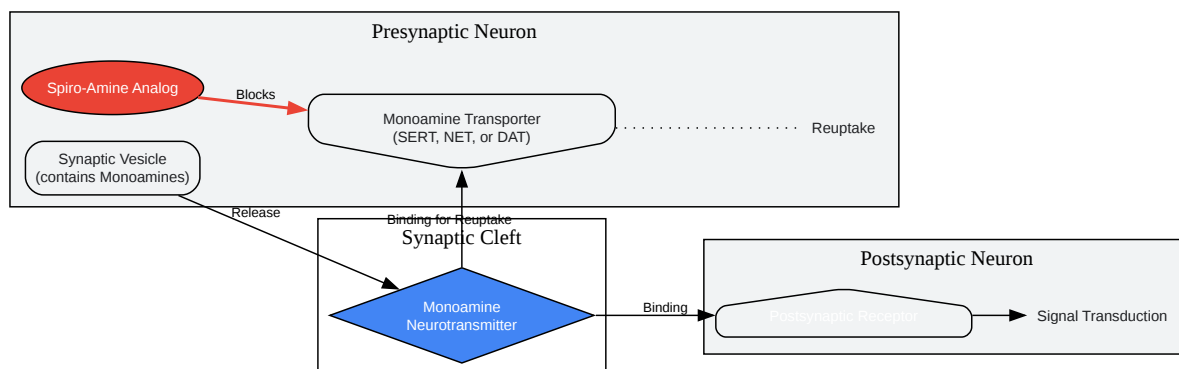 Presynaptic Neuron
Spiro-Amine Analog
Blocks
Monoamine Transporter
(SERT, NET, or DAT)
Reuptake
Synaptic Vesicle
(contains Monoamines)
Release
Binding for Reuptake
Synaptic Cleft
Monoamine
Neurotransmitter
Binding
Postsynaptic Neuron
Postsynaptic Receptor
Signal Transduction